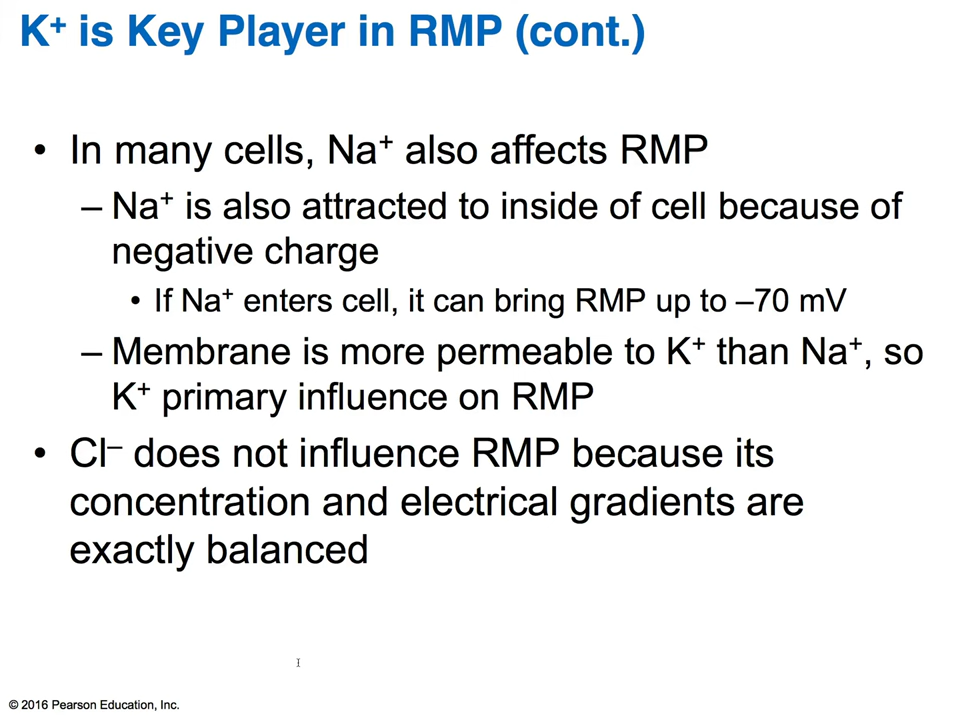 K⁺ is Key Player in RMP (cont.)
• In many cells, Na⁺ also affects RMP
– Na⁺ is also attracted to inside of cell because of
negative charge
• If Na⁺ enters cell, it can bring RMP up to –70 mV
– Membrane is more permeable to K⁺ than Na⁺, so
K⁺ primary influence on RMP
• Cl⁻ does not influence RMP because its
concentration and electrical gradients are
exactly balanced
© 2016 Pearson Education, Inc.